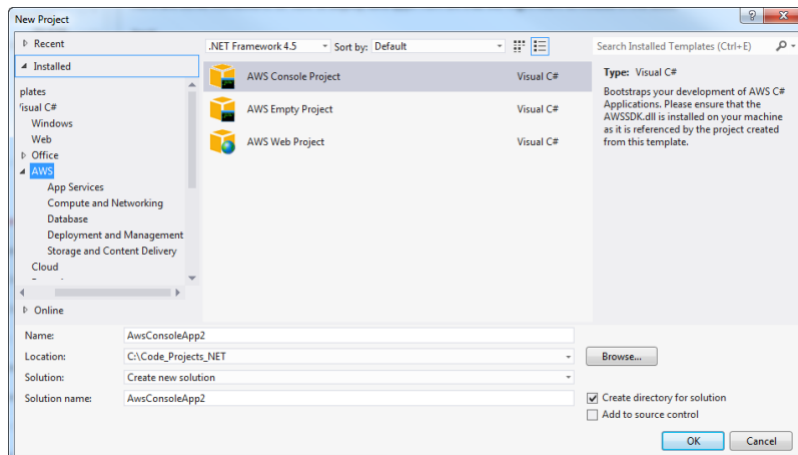 New Project
Recent
.NET Framework 4.5
Sort by: Default
Search Installed Templates (Ctrl+E)
Installed
plates
isual C#
Windows
Web
Office
AWS
App Services
Compute and Networking
Database
Deployment and Management
Storage and Content Delivery
Cloud
Online
AWS Console Project Visual C#
AWS Empty Project Visual C#
AWS Web Project Visual C#
Type: Visual C#
Bootstraps your development of AWS C#
Applications. Please ensure that the
AWSSDK.dll is installed on your machine
as it is referenced by the project created
from this template.
Name: AwsConsoleApp2
Location: C:\Code_Projects_NET
Browse...
Solution: Create new solution
Solution name: AwsConsoleApp2
Create directory for solution
Add to source control
OK
Cancel